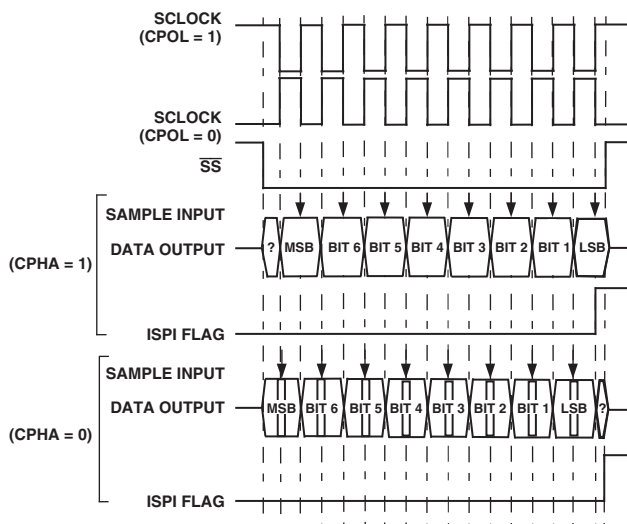 SCLOCK
(CPOL = 1)
SCLOCK
(CPOL = 0)
SS
(CPHA = 1)
SAMPLE INPUT
DATA OUTPUT
? MSB BIT 6 BIT 5 BIT 4 BIT 3 BIT 2 BIT 1 LSB
ISPI FLAG
(CPHA = 0)
SAMPLE INPUT
DATA OUTPUT
MSB BIT 6 BIT 5 BIT 4 BIT 3 BIT 2 BIT 1 LSB ?
ISPI FLAG